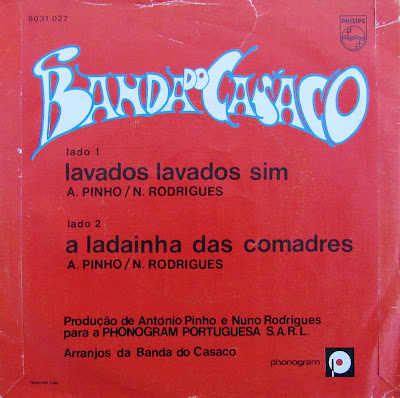 6031 027
PHILIPS
BANDA DO CASACO
lado 1
lavados lavados sim
A. PINHO/N. RODRIGUES
lado 2
a ladainha das comadres
A. PINHO/N. RODRIGUES
Produção de António Pinho e Nuno Rodrigues
para a PHONOGRAM PORTUGUESA S.A.R.L.
Arranjos da Banda do Casaco
phonogram
p